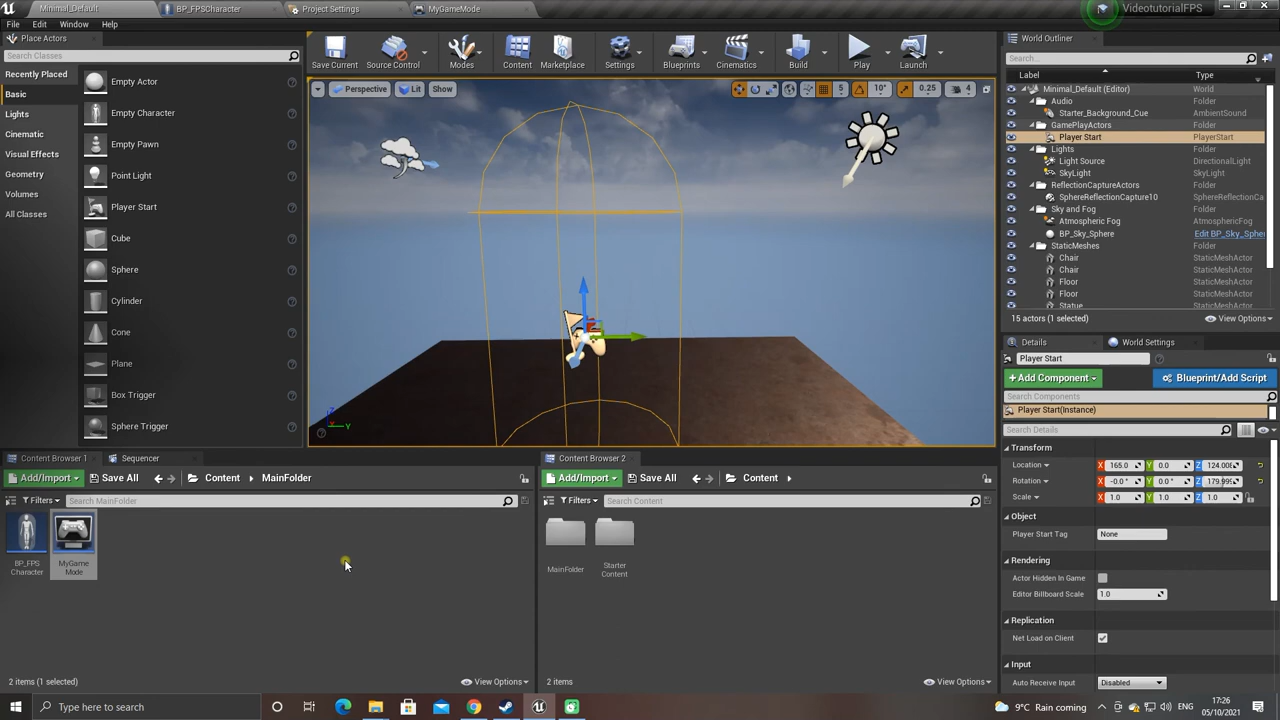 Minimal_Default
BP_FPSCharacter
Project Settings
MyGameMode
VideotutorialFPS
File Edit Window Help
Place Actors
Search Classes
Recently Placed
Basic
Lights
Cinematic
Visual Effects
Geometry
Volumes
All Classes
Empty Actor
Empty Character
Empty Pawn
Point Light
Player Start
Cube
Sphere
Cylinder
Cone
Plane
Box Trigger
Sphere Trigger
Save Current
Source Control
Modes
Content
Marketplace
Settings
Blueprints
Cinematics
Build
Play
Launch
Perspective
Lit
Show
5
10°
0.25
4
Z
Y
World Outliner
Search...
Label Type
Minimal_Default (Editor) World
Audio Folder
Starter_Background_Cue AmbientSound
GamePlayActors Folder
Player Start PlayerStart
Lights Folder
Light Source DirectionalLight
SkyLight SkyLight
ReflectionCaptureActors Folder
SphereReflectionCapture10 SphereReflectionCa
Sky and Fog Folder
Atmospheric Fog AtmosphericFog
BP_Sky_Sphere Edit BP_Sky_Spher
StaticMeshes Folder
Chair StaticMeshActor
Chair StaticMeshActor
Floor StaticMeshActor
Floor StaticMeshActor
Statue StaticMeshActor
15 actors (1 selected)
View Options
Details
World Settings
Player Start
+Add Component
Blueprint/Add Script
Search Components
Player Start(Instance)
Search Details
Transform
Location X 165.0 Y 0.0 Z 124.008
Rotation X -0.0° Y 0.0° Z 179.999
Scale X 1.0 Y 1.0 Z 1.0
Object
Player Start Tag None
Rendering
Actor Hidden In Game
Editor Billboard Scale 1.0
Replication
Net Load on Client
Input
Auto Receive Input Disabled
Content Browser 1
Sequencer
Add/Import
Save All
Content
MainFolder
Filters
Search MainFolder
BP_FPS
Character
MyGame
Mode
2 items (1 selected)
View Options
Content Browser 2
Add/Import
Save All
Content
Filters
Search Content
MainFolder
Starter
Content
2 items
View Options
Type here to search
9°C Rain coming
17:26
05/10/2021